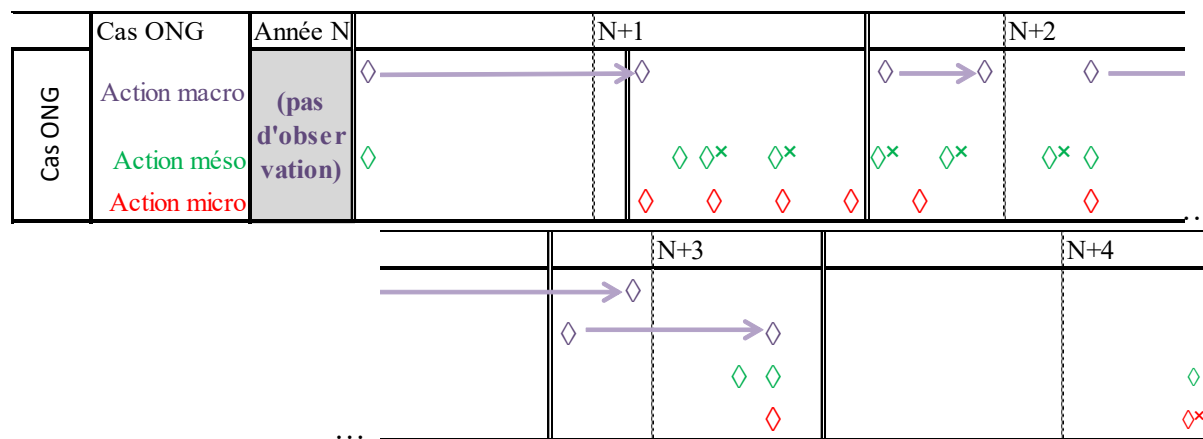 Cas ONG Année N N+1 N+2
Cas ONG
Action macro
(pas
d'obser
vation)
Action méso
Action micro
...
N+3 N+4
...